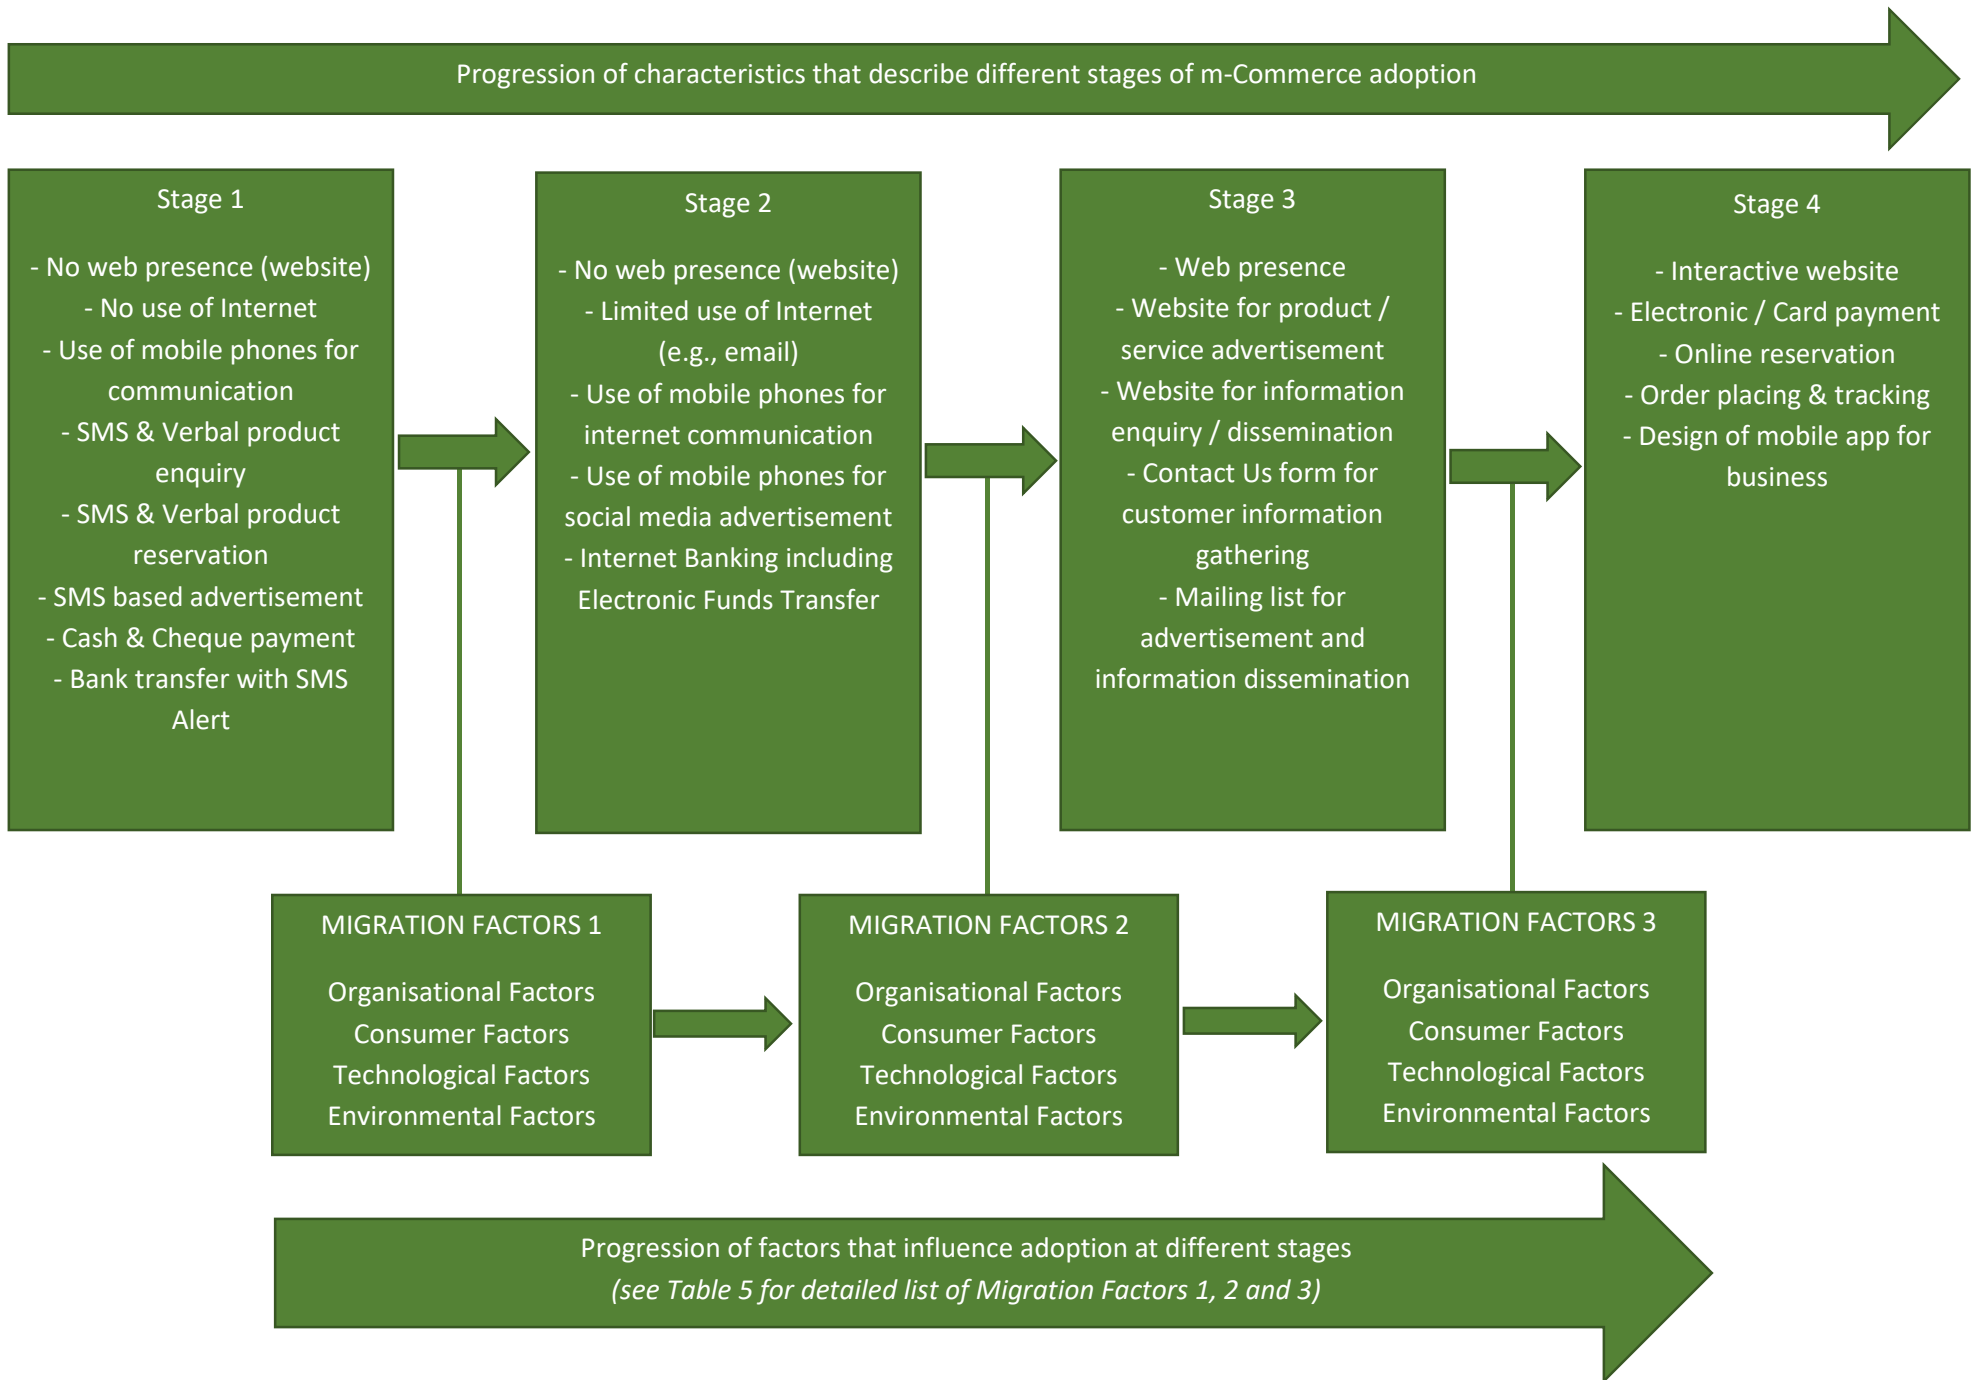 Progression of characteristics that describe different stages of m-Commerce adoption
Stage 1
- No web presence (website)
- No use of Internet
- Use of mobile phones for
communication
- SMS & Verbal product
enquiry
- SMS & Verbal product
reservation
- SMS based advertisement
- Cash & Cheque payment
- Bank transfer with SMS
Alert
Stage 2
- No web presence (website)
- Limited use of Internet
(e.g., email)
- Use of mobile phones for
internet communication
- Use of mobile phones for
social media advertisement
- Internet Banking including
Electronic Funds Transfer
Stage 3
- Web presence
- Website for product /
service advertisement
- Website for information
enquiry / dissemination
- Contact Us form for
customer information
gathering
- Mailing list for
advertisement and
information dissemination
Stage 4
- Interactive website
- Electronic / Card payment
- Online reservation
- Order placing & tracking
- Design of mobile app for
business
MIGRATION FACTORS 1
Organisational Factors
Consumer Factors
Technological Factors
Environmental Factors
MIGRATION FACTORS 2
Organisational Factors
Consumer Factors
Technological Factors
Environmental Factors
MIGRATION FACTORS 3
Organisational Factors
Consumer Factors
Technological Factors
Environmental Factors
Progression of factors that influence adoption at different stages
(see Table 5 for detailed list of Migration Factors 1, 2 and 3)